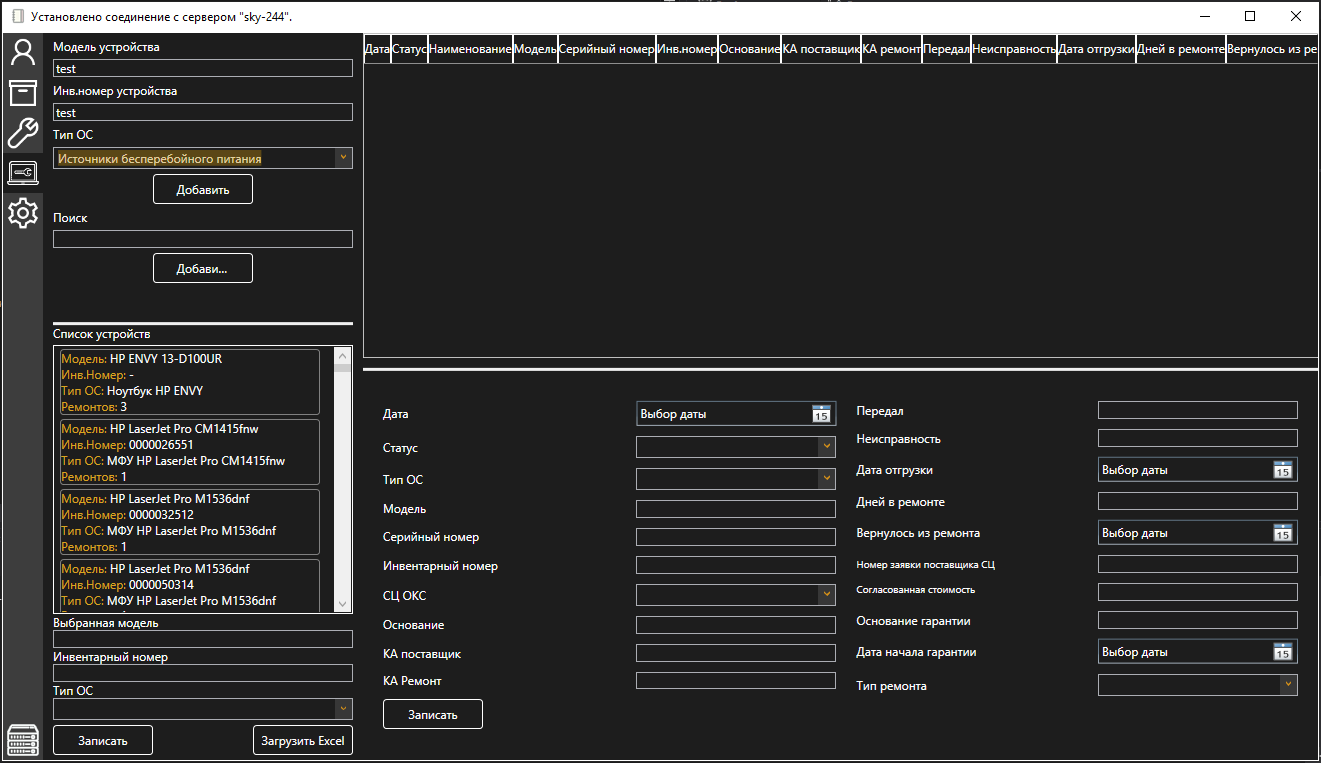 Установлено соединение с сервером "sky-244".
Модель устройства
test
Инв.номер устройства
test
Тип ОС
Источники бесперебойного питания
Добавить
Поиск
Добави...
Список устройств
Модель: HP ENVY 13-D100UR
Инв.Номер: -
Тип ОС: Ноутбук HP ENVY
Ремонтов: 3
Модель: HP LaserJet Pro CM1415fnw
Инв.Номер: 0000026551
Тип ОС: МФУ HP LaserJet Pro CM1415fnw
Ремонтов: 1
Модель: HP LaserJet Pro M1536dnf
Инв.Номер: 0000032512
Тип ОС: МФУ HP LaserJet Pro M1536dnf
Ремонтов: 1
Модель: HP LaserJet Pro M1536dnf
Инв.Номер: 0000050314
Тип ОС: МФУ HP LaserJet Pro M1536dnf
Выбранная модель
Инвентарный номер
Тип ОС
Записать Загрузить Excel
Дата Статус Наименование Модель Серийный номер Инв.номер Основание КА поставщик КА ремонт Передал Неисправность Дата отгрузки Дней в ремонте Вернулось из ре
Дата Выбор даты 15
Статус
Тип ОС
Модель
Серийный номер
Инвентарный номер
СЦ ОКС
Основание
КА поставщик
КА Ремонт
Записать
Передал
Неисправность
Дата отгрузки Выбор даты 15
Дней в ремонте
Вернулось из ремонта Выбор даты 15
Номер заявки поставщика СЦ
Согласованная стоимость
Основание гарантии
Дата начала гарантии Выбор даты 15
Тип ремонта